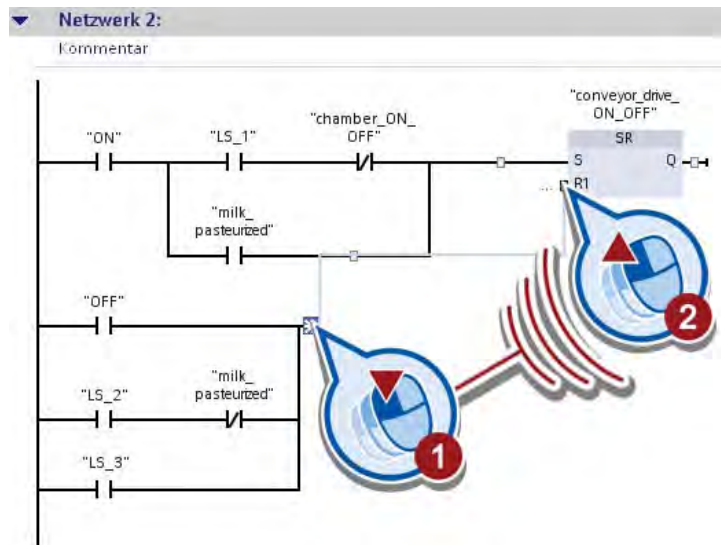 Netzwerk 2:
Kommentar
"conveyor_drive_
ON_OFF"
"chamber_ON_
OFF"
"ON"
"LS_1"
SR
S
Q
... R1
"milk_
pasteurized"
"OFF"
2
"milk_
pasteurized"
"LS_2"
1
"LS_3"